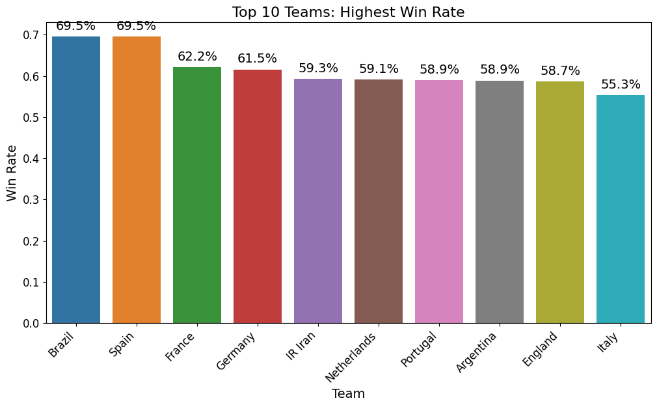 Top 10 Teams: Highest Win Rate
69.5% 69.5% 62.2% 61.5% 59.3% 59.1% 58.9% 58.9% 58.7% 55.3%
0.7
0.6
0.5
0.4
0.3
0.2
0.1
0.0
Win Rate
Brazil Spain France Germany IR Iran Netherlands Portugal Argentina England Italy
Team